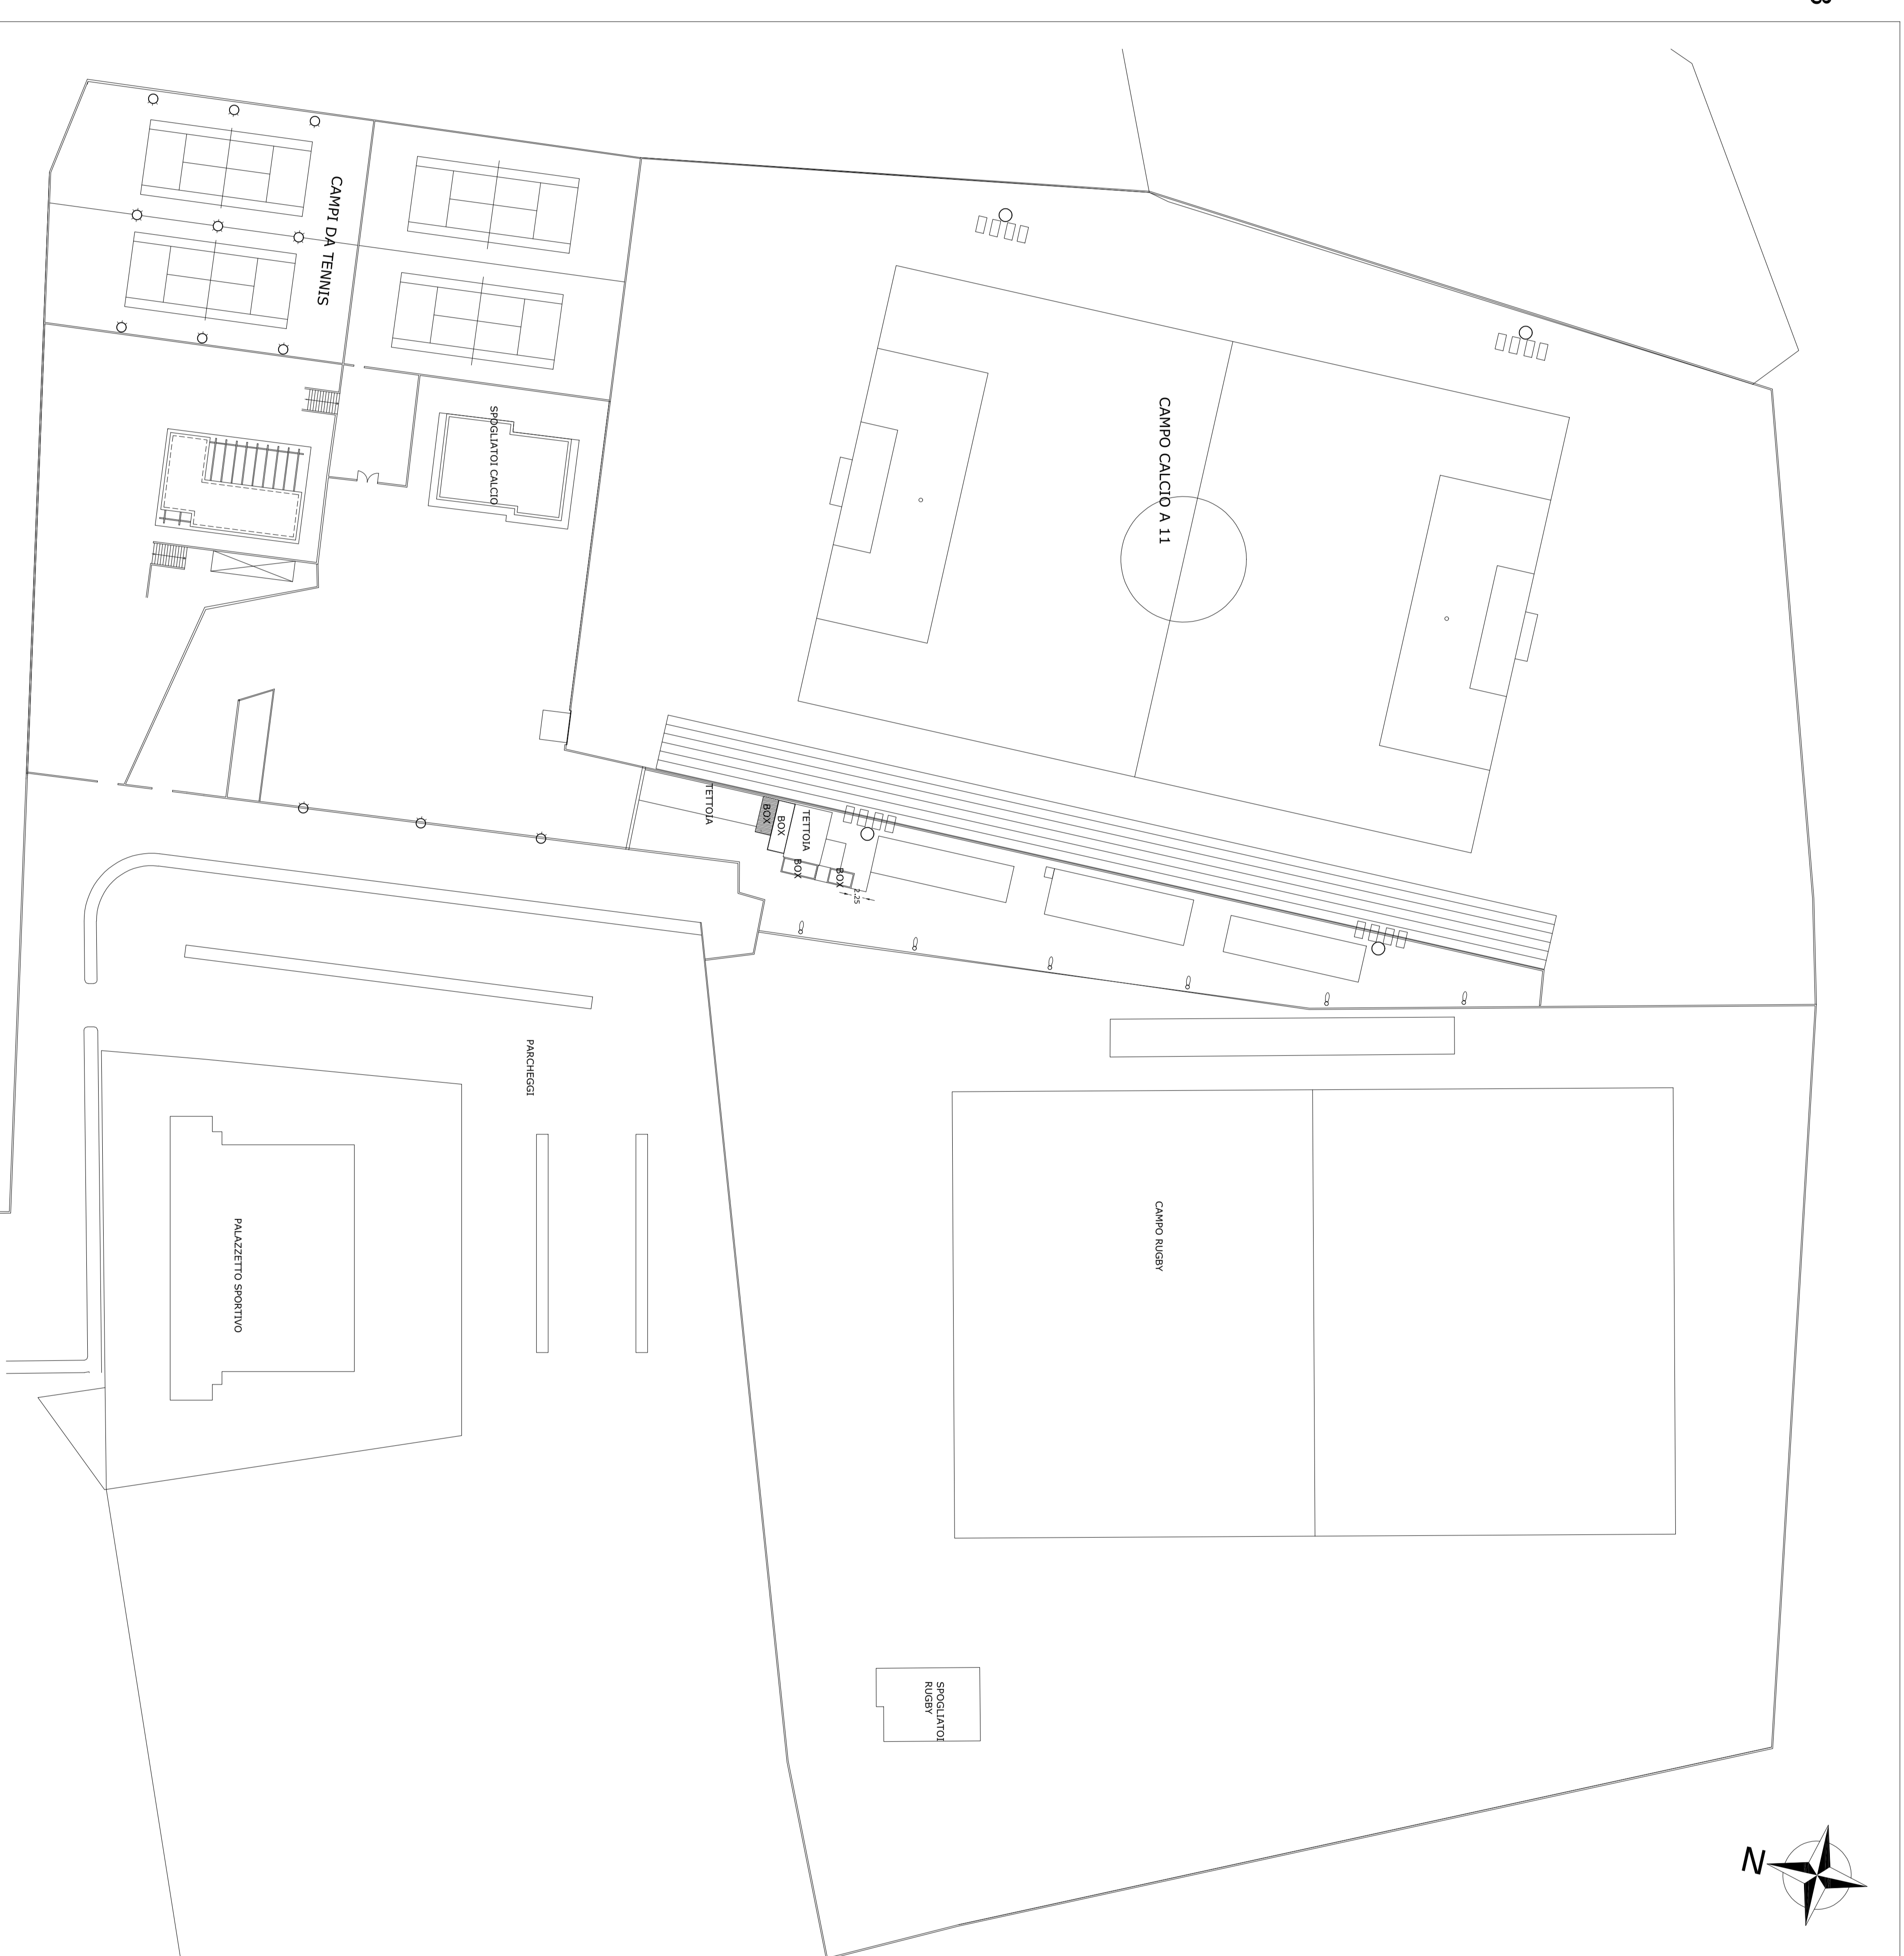 8
CAMPI DA TENNIS
SPOGLIATOI CALCIO
CAMPO CALCIO A 11
TETTOIA
BOX
BOX
TETTOIA
BOX
BOX
2.25
PARCHEGGI
PALAZZETTO SPORTIVO
CAMPO RUGBY
SPOGLIATOI
RUGBY
N